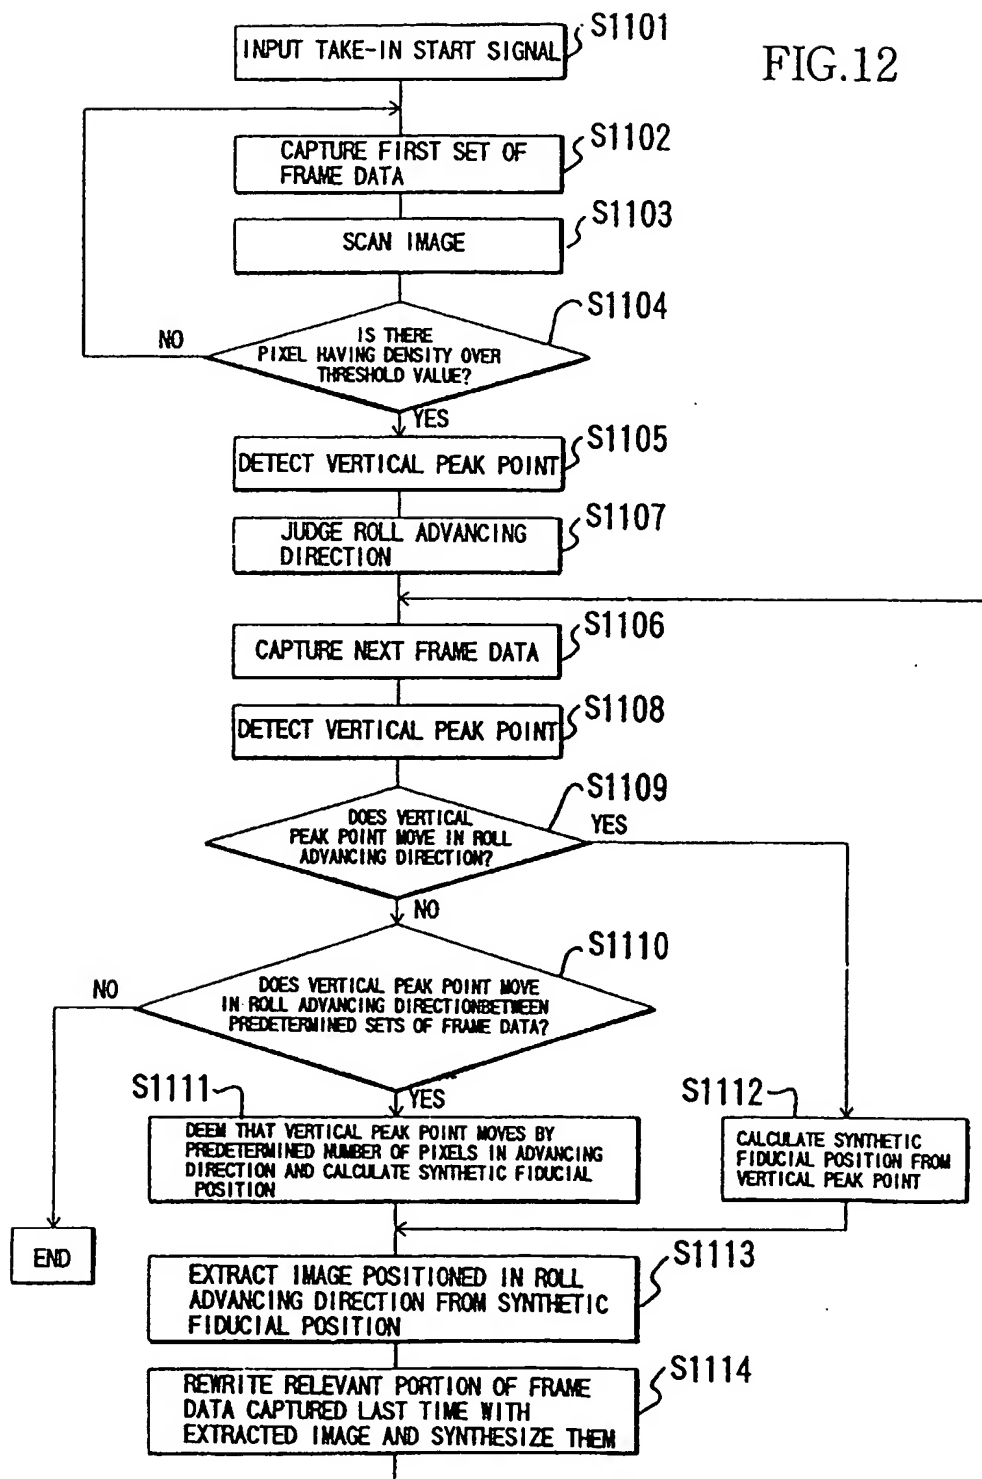 S1101
INPUT TAKE-IN START SIGNAL
FIG.12
S1102
CAPTURE FIRST SET OF
FRAME DATA
S1103
SCAN IMAGE
S1104
NO
IS THERE
PIXEL HAVING DENSITY OVER
THRESHOLD VALUE?
YES
S1105
DETECT VERTICAL PEAK POINT
S1107
JUDGE ROLL ADVANCING
DIRECTION
S1106
CAPTURE NEXT FRAME DATA
S1108
DETECT VERTICAL PEAK POINT
S1109
DOES VERTICAL
PEAK POINT MOVE IN ROLL
ADVANCING DIRECTION?
YES
NO
S1110
NO
DOES VERTICAL PEAK POINT MOVE
IN ROLL ADVANCING DIRECTIONBETWEEN
PREDETERMINED SETS OF FRAME DATA?
S1111
YES
S1112
DEEM THAT VERTICAL PEAK POINT MOVES BY
PREDETERMINED NUMBER OF PIXELS IN ADVANCING
DIRECTION AND CALCULATE SYNTHETIC FIDUCIAL
POSITION
CALCULATE SYNTHETIC
FIDUCIAL POSITION FROM
VERTICAL PEAK POINT
END
S1113
EXTRACT IMAGE POSITIONED IN ROLL
ADVANCING DIRECTION FROM SYNTHETIC
FIDUCIAL POSITION
S1114
REWRITE RELEVANT PORTION OF FRAME
DATA CAPTURED LAST TIME WITH
EXTRACTED IMAGE AND SYNTHESIZE THEM